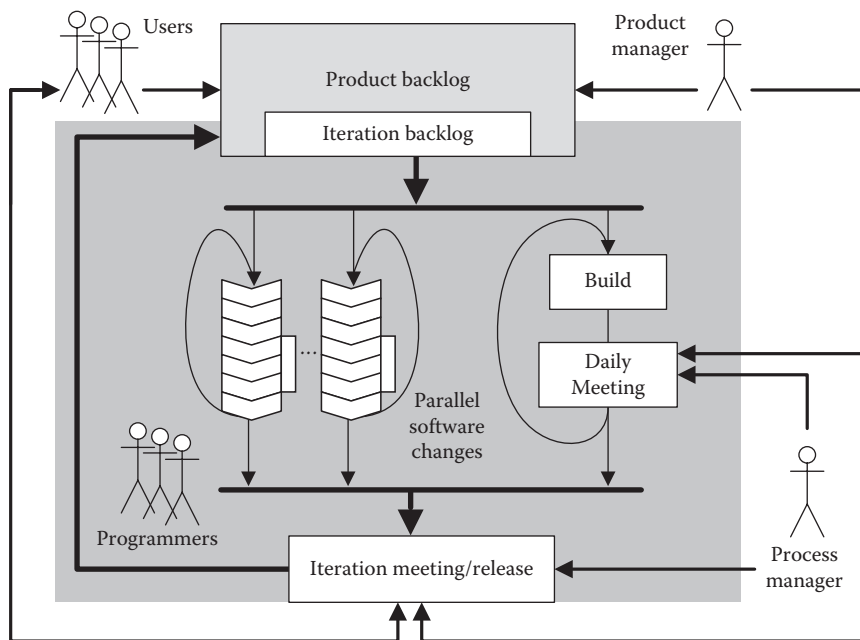 Users
Product
manager
Product backlog
Iteration backlog
Build
Daily
Meeting
...
Parallel
software
changes
Programmers
Iteration meeting/release
Process
manager